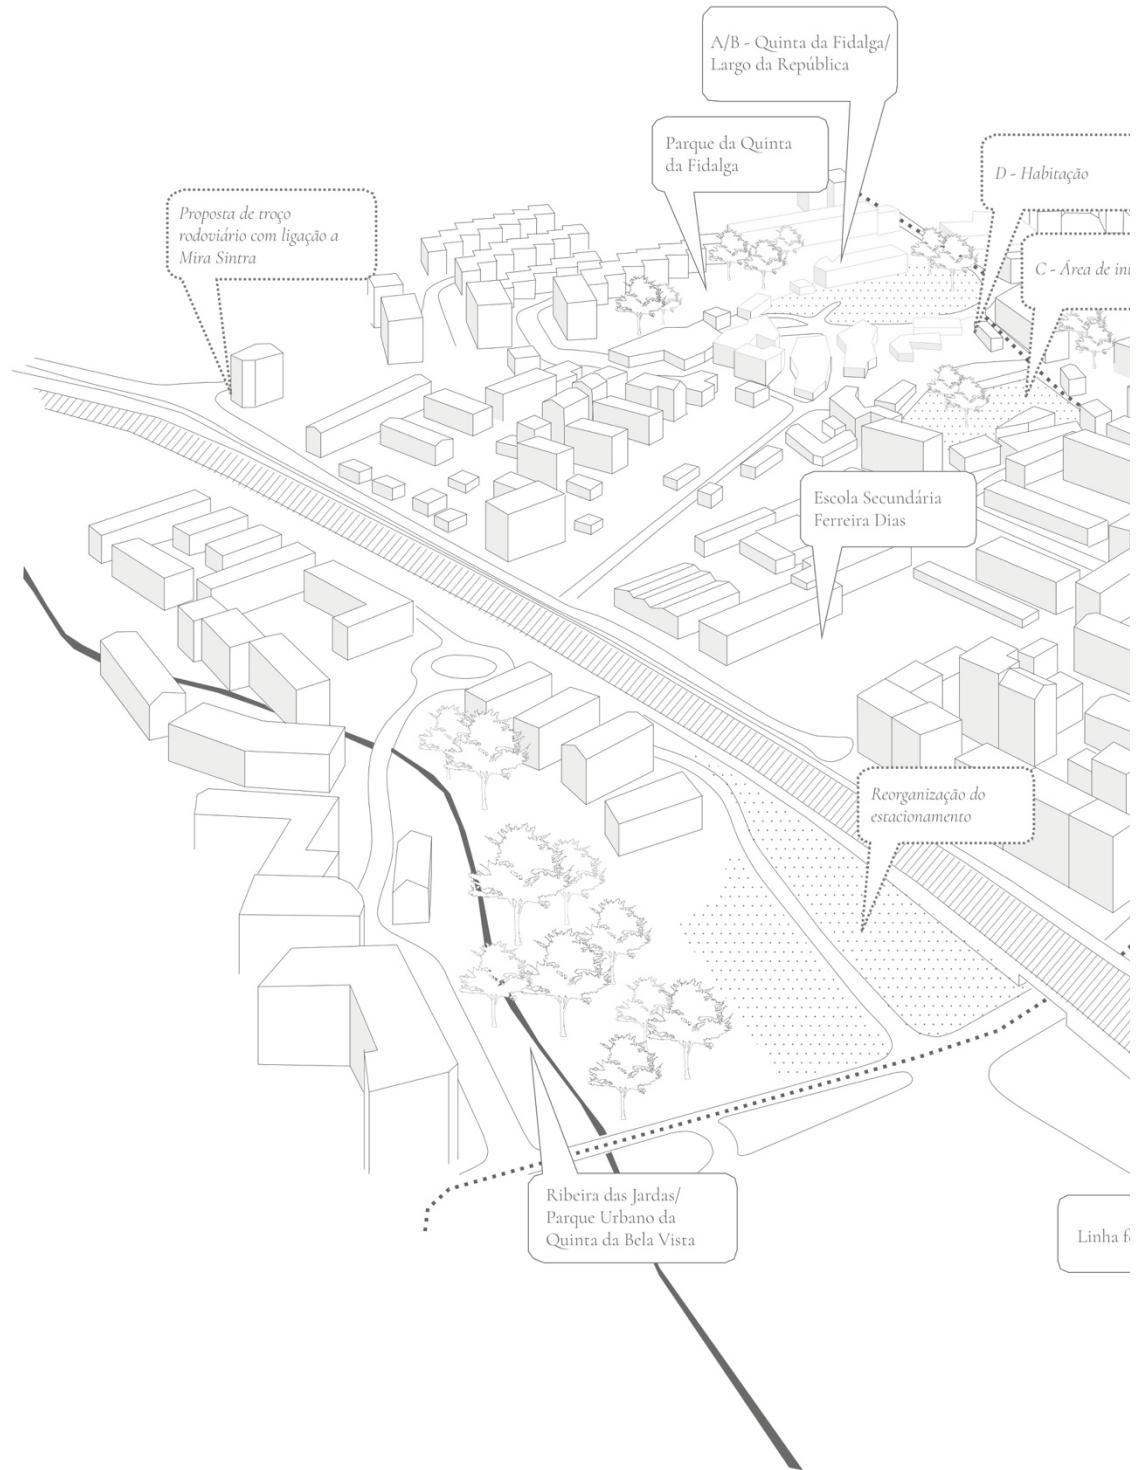 A/B - Quinta da Fidalga/
Largo da República
Parque da Quinta
da Fidalga
D - Habitação
Proposta de troço
rodoviário com ligação a
Mira Sintra
C - Área de
Escola Secundária
Ferreira Dias
Reorganização do
estacionamento
Ribeira das Jardas/
Parque Urbano da
Quinta da Bela Vista
Linha